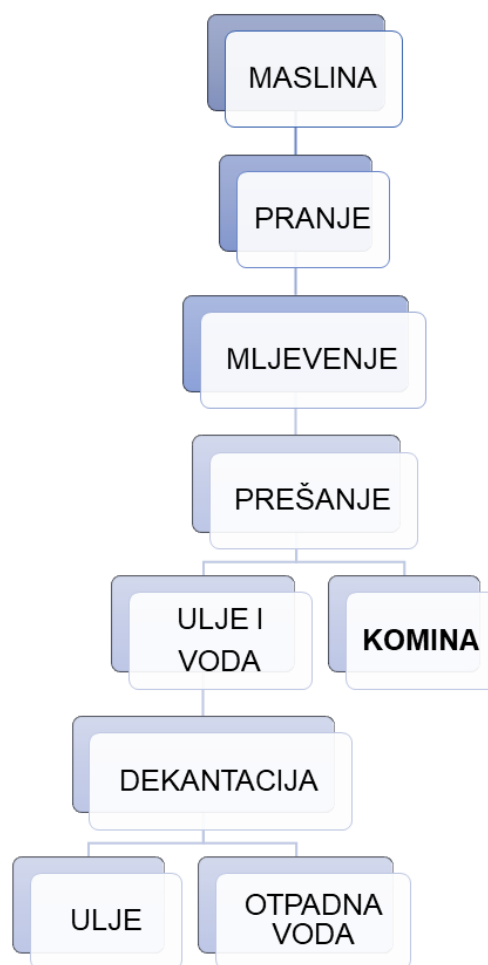 MASLINA
PRANJE
MLJEVENJE
PREŠANJE
ULJE I
VODA
KOMINA
DEKANTACIJA
ULJE
OTPADNA
VODA